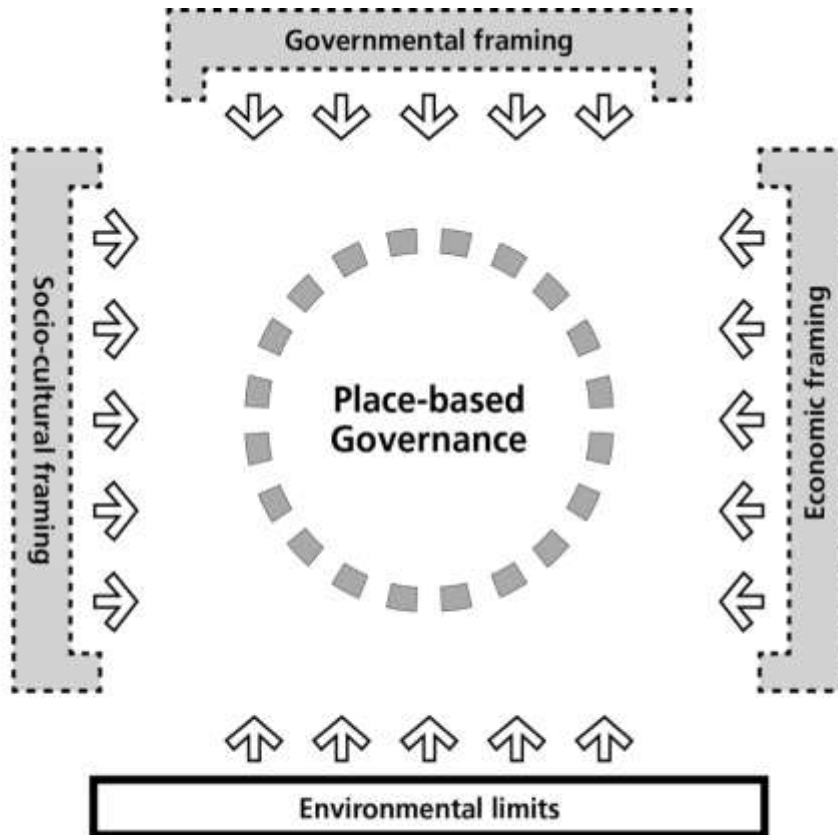 Governmental framing
Socio-cultural framing
Place-based
Governance
Economic framing
Environmental limits